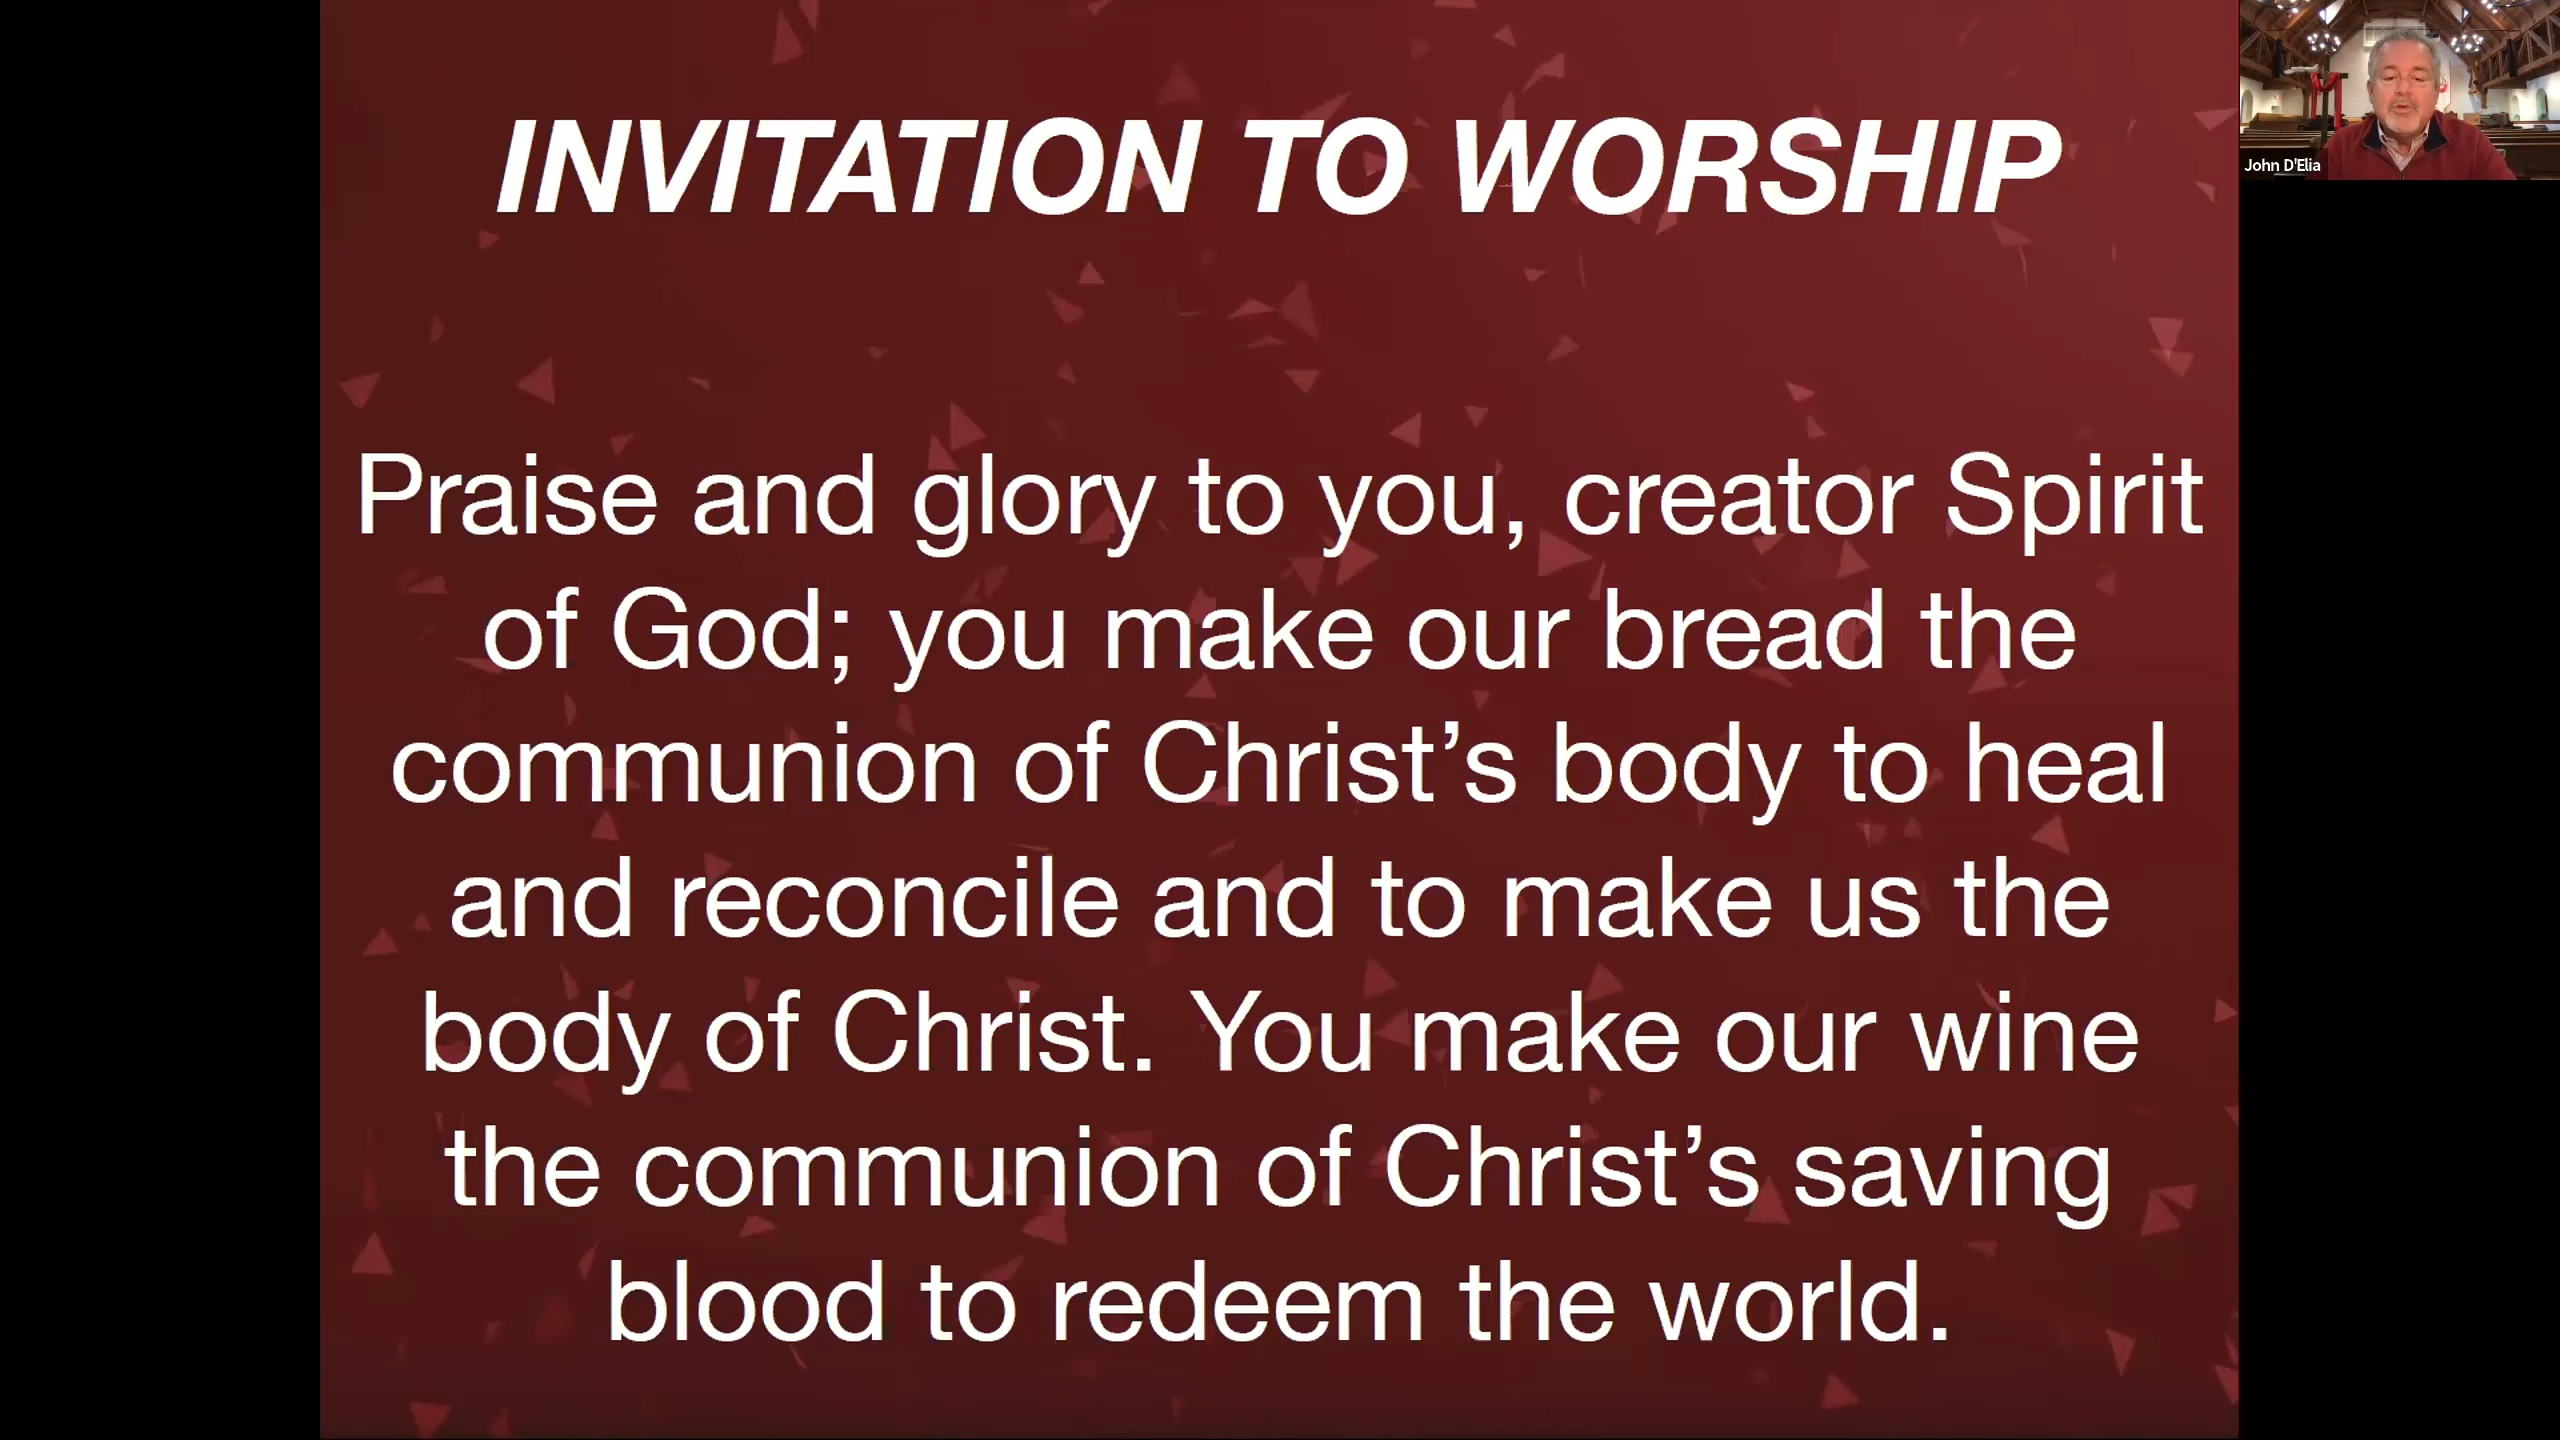 INVITATION TO WORSHIP
Praise and glory to you, creator Spirit
of God; you make our bread the
communion of Christ’s body to heal
and reconcile and to make us the
body of Christ. You make our wine
the communion of Christ’s saving
blood to redeem the world.
John D'Elia